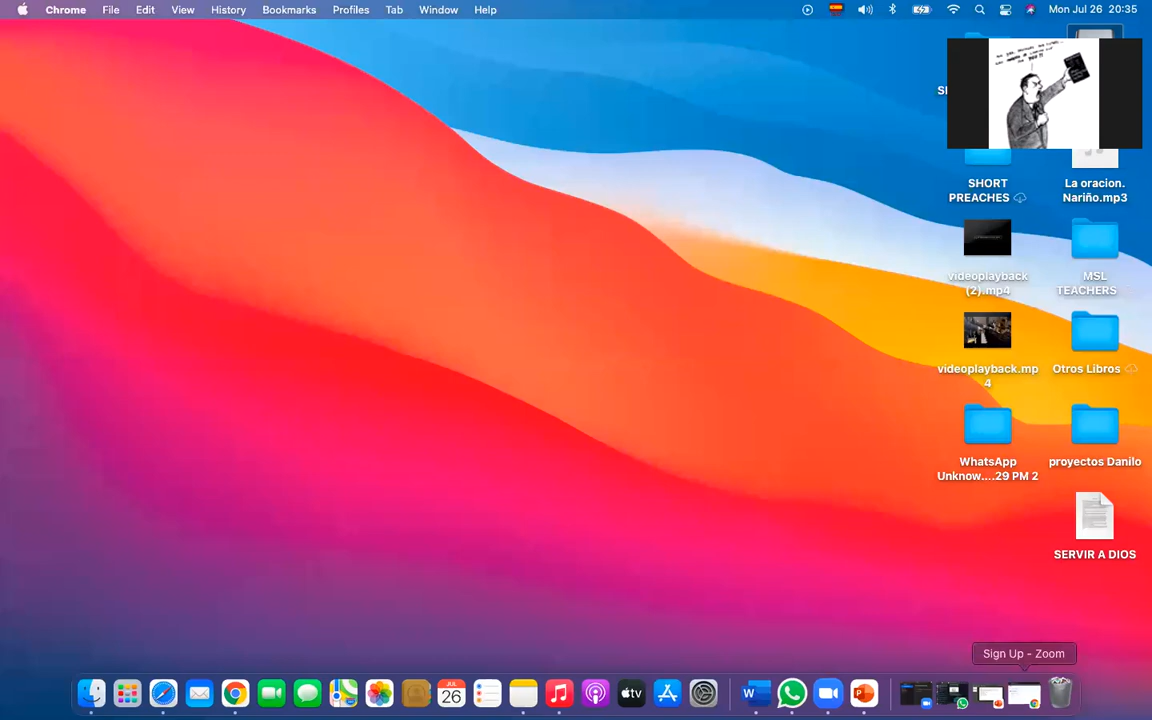 Chrome File Edit View History Bookmarks Profiles Tab Window Help Mon Jul 26 20:35
SHORT
PREACHES
La oracion.
Nariño.mp3
videoplayback
(2).mp4
MSL
TEACHERS
videoplayback.mp
4
Otros Libros
WhatsApp
Unknow....29 PM 2
proyectos Danilo
SERVIR A DIOS
Sign Up - Zoom
JUL
26
tv
W
P